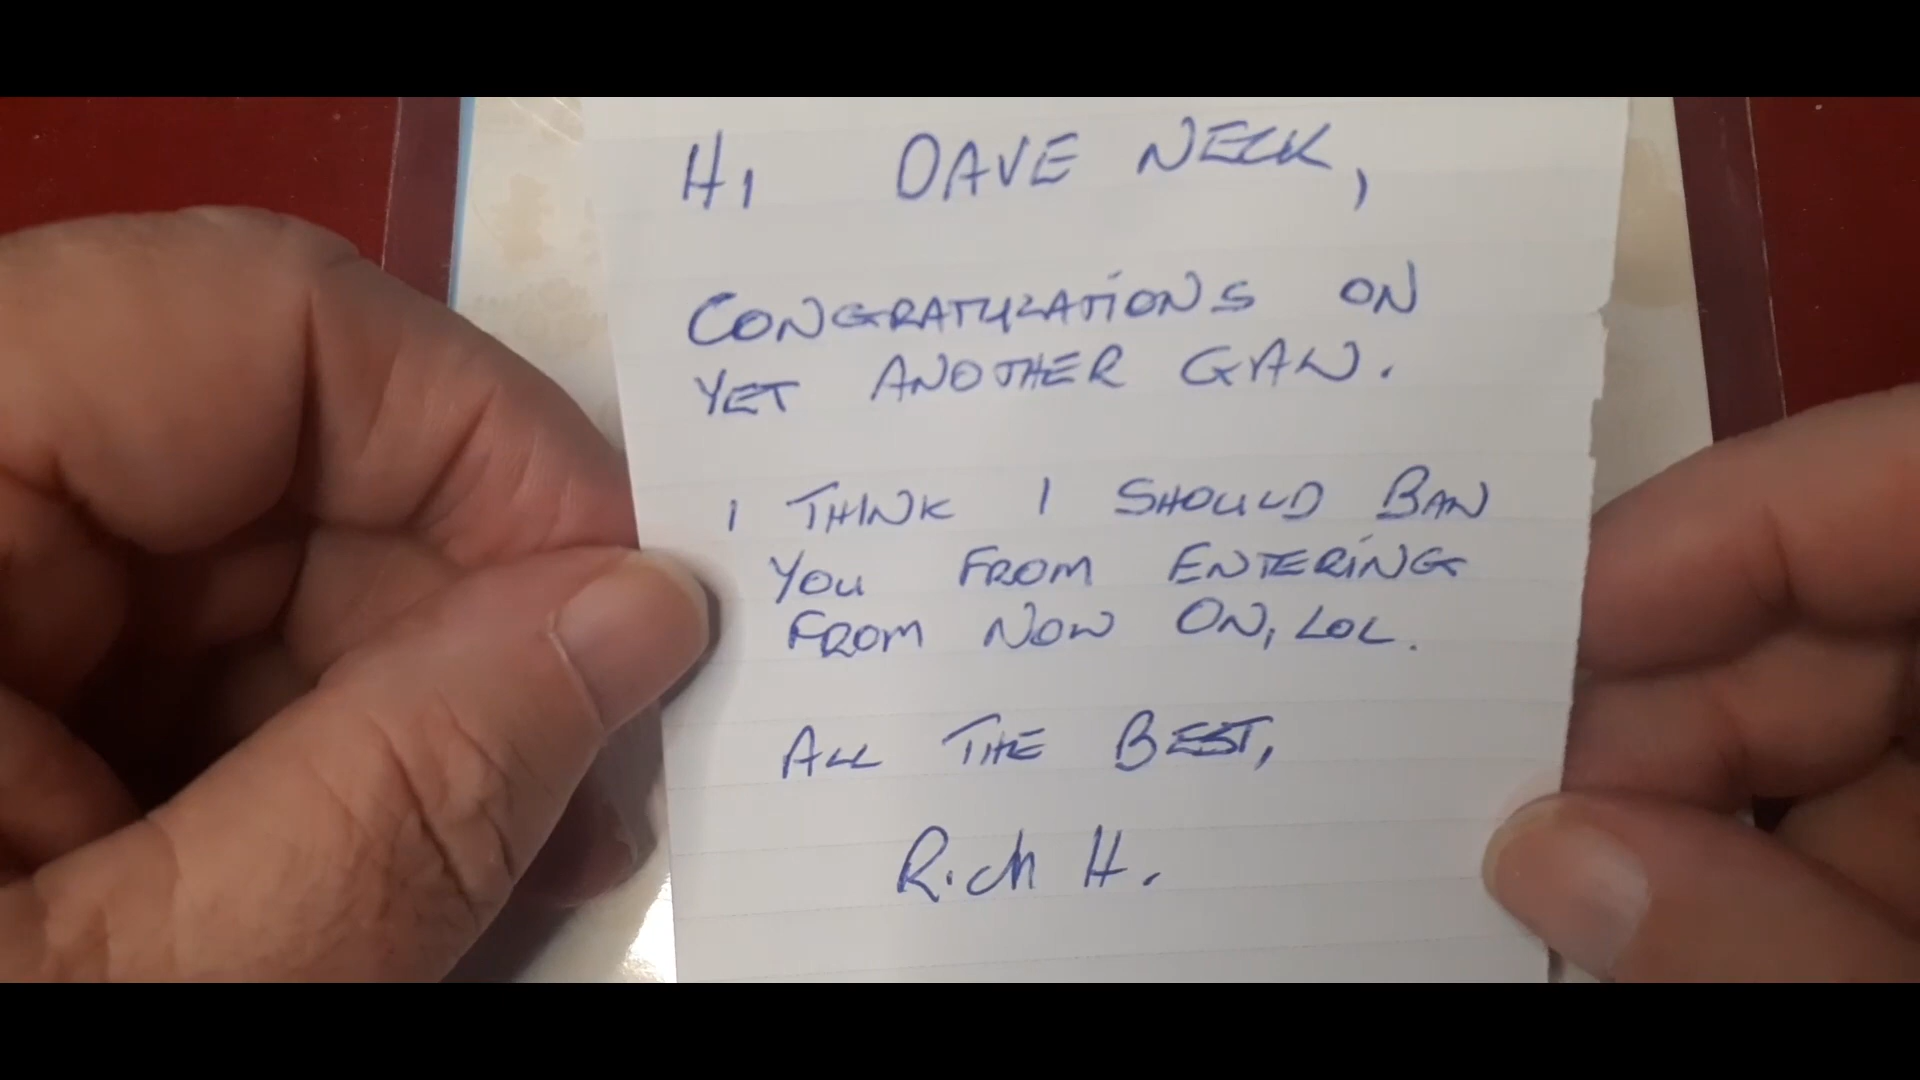 HI DAVE NECK,
CONGRATULATIONS ON
YET ANOTHER GAW.
I THINK I SHOULD BAN
YOU FROM ENTERING
FROM NOW ON, LOL.
ALL THE BEST,
Rich H.